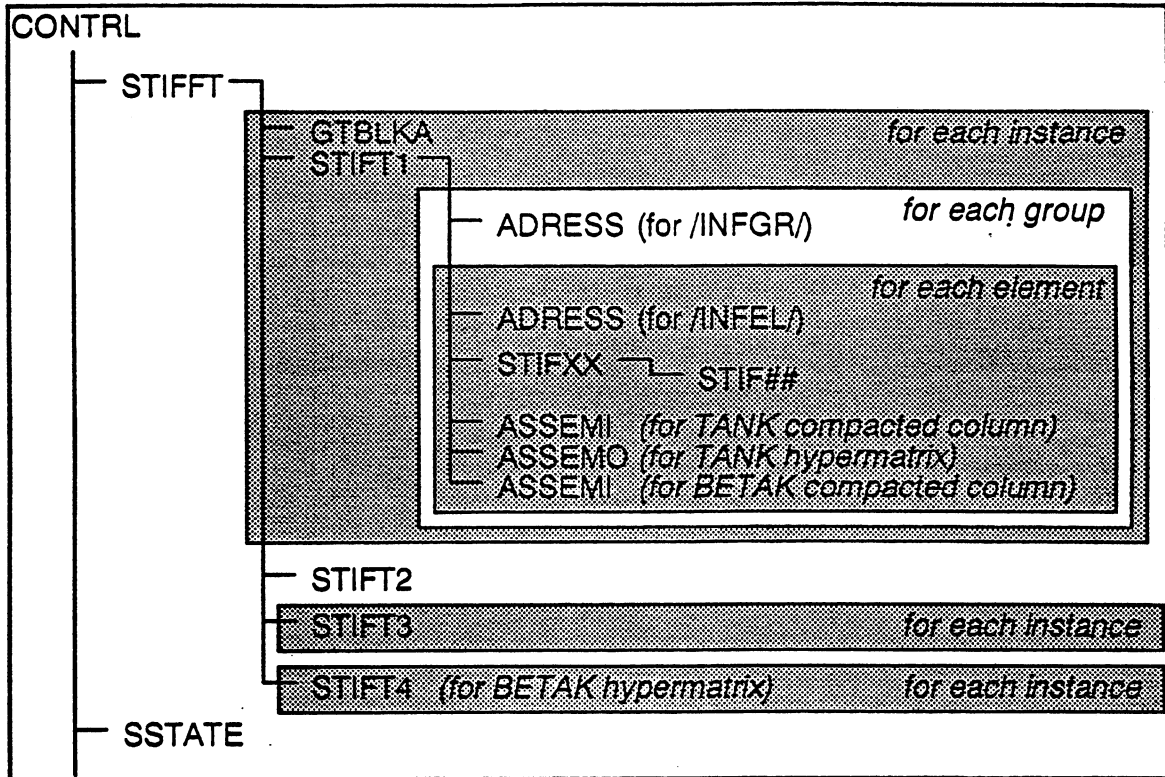 CONTRL
STIFFT
GTBLKA for each instance
STIFT1
for each group
ADRESS (for /INFGR/)
for each element
ADRESS (for /INFEL/)
STIFXX STIF##
ASSEMI (for TANK compacted column)
ASSEMO (for TANK hypermatrix)
ASSEMI (for BETAK compacted column)
STIFT2
STIFT3 for each instance
STIFT4 (for BETAK hypermatrix) for each instance
SSTATE